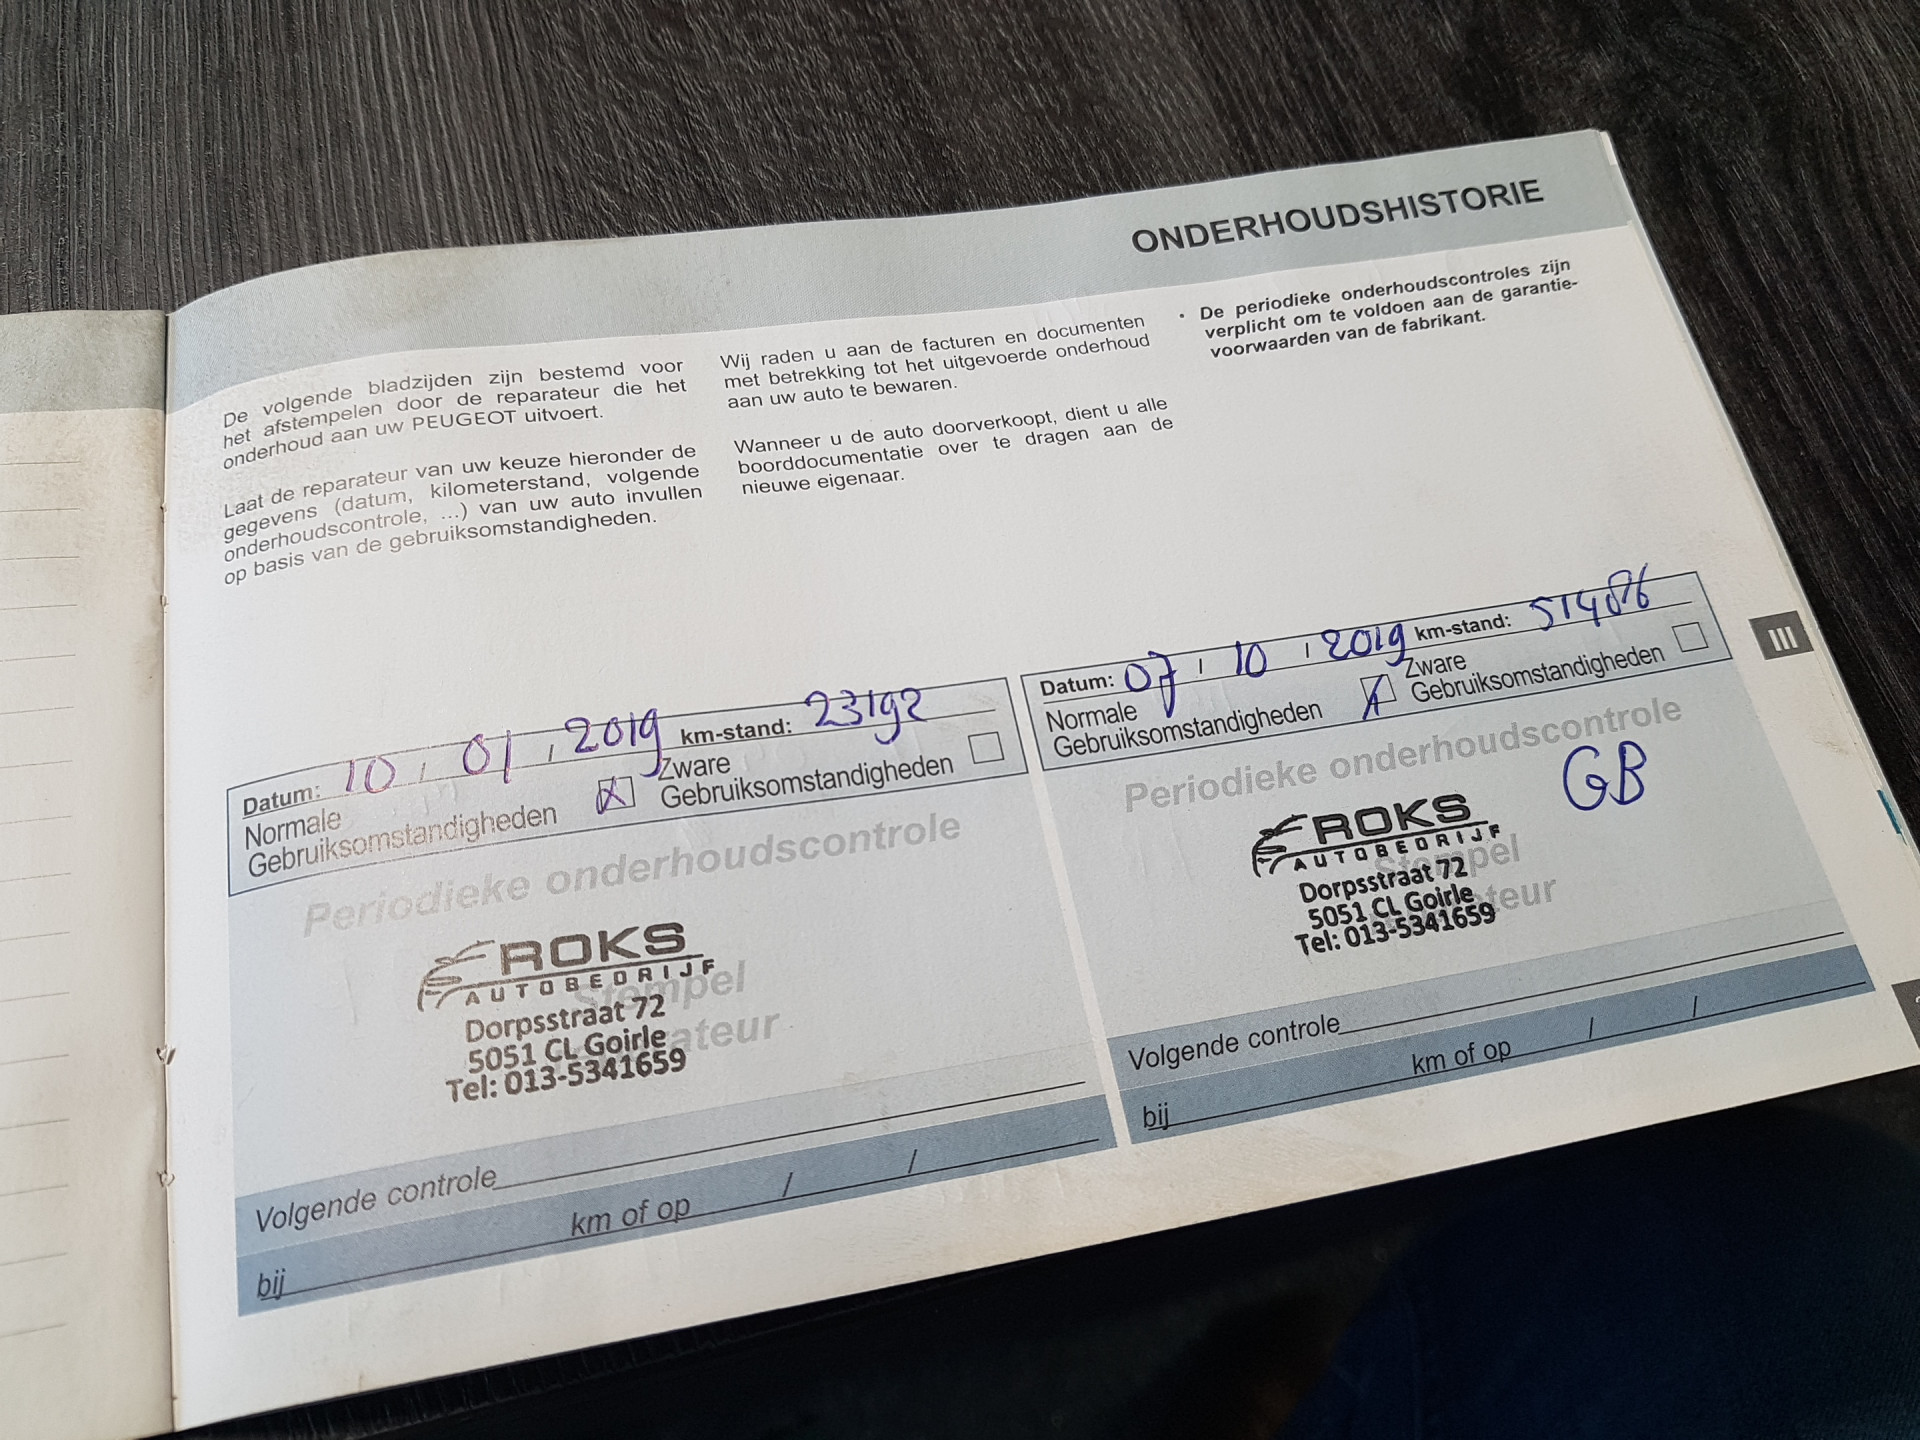 ONDERHOUDSHISTORIE
De volgende bladzijden zijn bestemd voor
het afstempelen door de reparateur die het
onderhoud aan uw PEUGEOT uitvoert.
Laat de reparateur van uw keuze hieronder de
gegevens (datum, kilometerstand, volgende
onderhoudscontrole, ...) van uw auto invullen
op basis van de gebruiksomstandigheden.
Wij raden u aan de facturen en documenten
met betrekking tot het uitgevoerde onderhoud
aan uw auto te bewaren.
Wanneer u de auto doorverkoopt, dient u alle
boorddocumentatie over te dragen aan de
nieuwe eigenaar.
• De periodieke onderhoudscontroles zijn
verplicht om te voldoen aan de garantie-
voorwaarden van de fabrikant.
Datum: 10 / 01 / 2019 km-stand: 23192
Normale
Gebruiksomstandigheden
Zware
Gebruiksomstandigheden
Periodieke onderhoudscontrole
ROKS
AUTOBEDRIJF
Stempel
Dorpsstraat 72
5051 CL Goirle
Tel: 013-5341659
Volgende controle
bij km of op / /
Datum: 07 / 10 / 2019 km-stand: 51486
Normale
Gebruiksomstandigheden
Zware
Gebruiksomstandigheden
Periodieke onderhoudscontrole
GB
ROKS
AUTOBEDRIJF
Stempel
Dorpsstraat 72
5051 CL Goirle
Tel: 013-5341659
Volgende controle
bij km of op / /
III